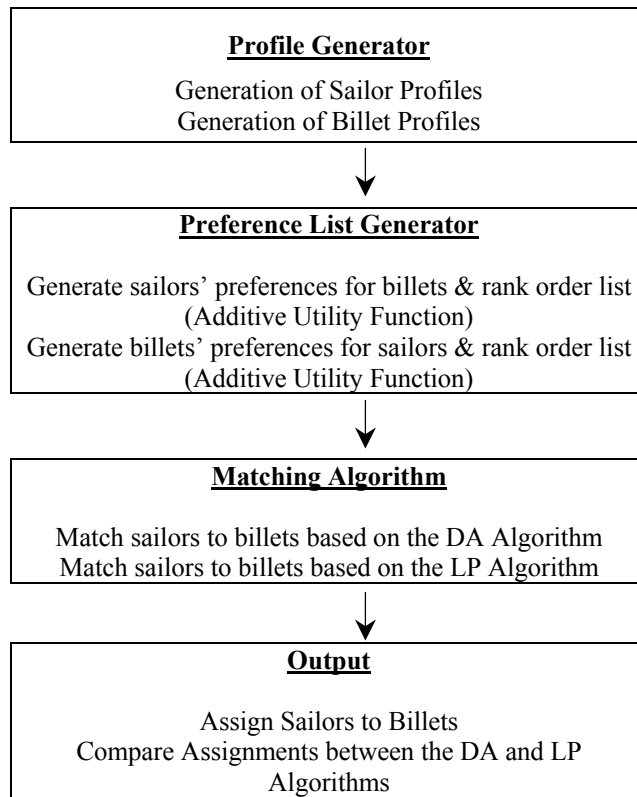 Profile Generator
Generation of Sailor Profiles
Generation of Billet Profiles
Preference List Generator
Generate sailors’ preferences for billets & rank order list
(Additive Utility Function)
Generate billets’ preferences for sailors & rank order list
(Additive Utility Function)
Matching Algorithm
Match sailors to billets based on the DA Algorithm
Match sailors to billets based on the LP Algorithm
Output
Assign Sailors to Billets
Compare Assignments between the DA and LP
Algorithms